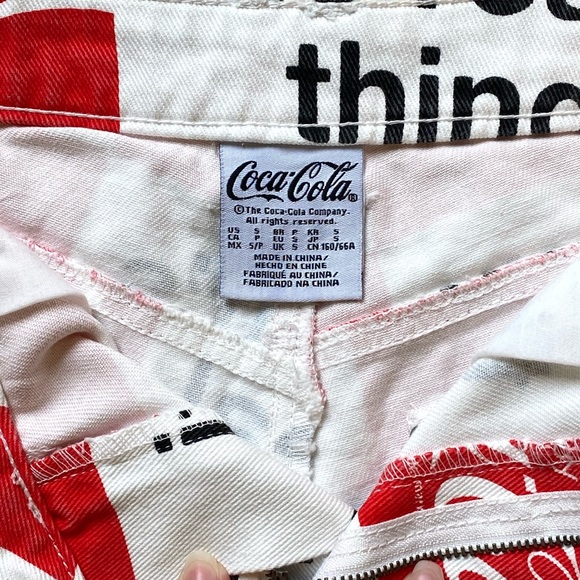 thing
Coca-Cola®
©The Coca-Cola Company.
All rights reserved.
US S BR P KR S
CA P EU S JP S
MX S/P UK S CN 160/66A
MADE IN CHINA/
HECHO EN CHINE
FABRIQUÉ AU CHINA/
FABRICADO NA CHINA